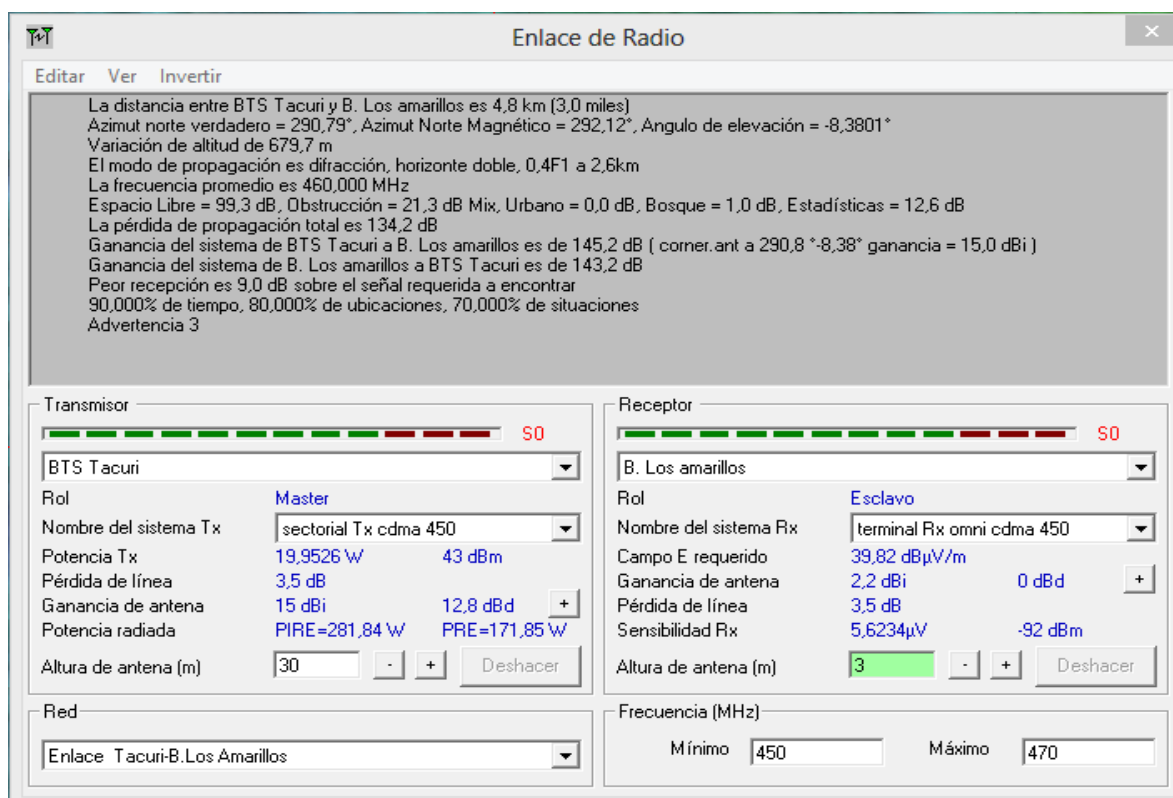 Enlace de Radio
Editar Ver Invertir
La distancia entre BTS Tacuri y B. Los amarillos es 4,8 km (3,0 miles)
Azimut norte verdadero = 290,79°, Azimut Norte Magnético = 292,12°, Angulo de elevación = -8,3801°
Variación de altitud de 679,7 m
El modo de propagación es difracción, horizonte doble, 0,4F1 a 2,6km
La frecuencia promedio es 460,000 MHz
Espacio Libre = 99,3 dB, Obstrucción = 21,3 dB Mix, Urbano = 0,0 dB, Bosque = 1,0 dB, Estadísticas = 12,6 dB
La pérdida de propagación total es 134,2 dB
Ganancia del sistema de BTS Tacuri a B. Los amarillos es de 145,2 dB ( corner.ant a 290,8 °-8,38° ganancia = 15,0 dBi )
Ganancia del sistema de B. Los amarillos a BTS Tacuri es de 143,2 dB
Peor recepción es 9,0 dB sobre el señal requerida a encontrar
90,000% de tiempo, 80,000% de ubicaciones, 70,000% de situaciones
Advertencia 3
Transmisor
S0
BTS Tacuri
Rol Master
Nombre del sistema Tx sectorial Tx cdma 450
Potencia Tx 19,9526 W 43 dBm
Pérdida de línea 3,5 dB
Ganancia de antena 15 dBi 12,8 dBd +
Potencia radiada PIRE=281,84 W PRE=171,85 W
Altura de antena (m) 30 - + Deshacer
Receptor
S0
B. Los amarillos
Rol Esclavo
Nombre del sistema Rx terminal Rx omni cdma 450
Campo E requerido 39,82 dBµV/m
Ganancia de antena 2,2 dBi 0 dBd +
Pérdida de línea 3,5 dB
Sensibilidad Rx 5,6234µV -92 dBm
Altura de antena (m) 3 - + Deshacer
Red
Enlace Tacuri-B.Los Amarillos
Frecuencia (MHz)
Mínimo 450 Máximo 470